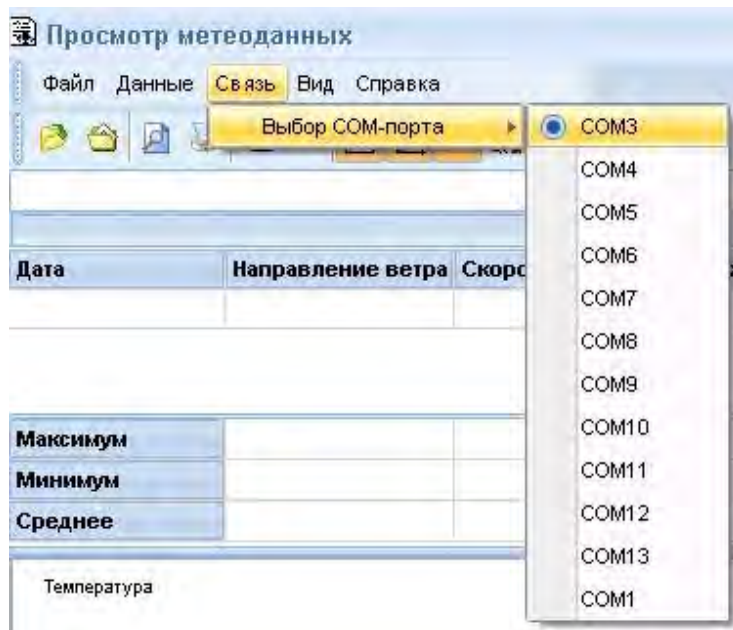 Просмотр метеоданных
Файл Данные Связь Вид Справка
Выбор COM-порта
COM3
COM4
COM5
COM6
COM7
COM8
COM9
COM10
COM11
COM12
COM13
COM1
Дата Направление ветра Скоро
Максимум
Минимум
Среднее
Температура